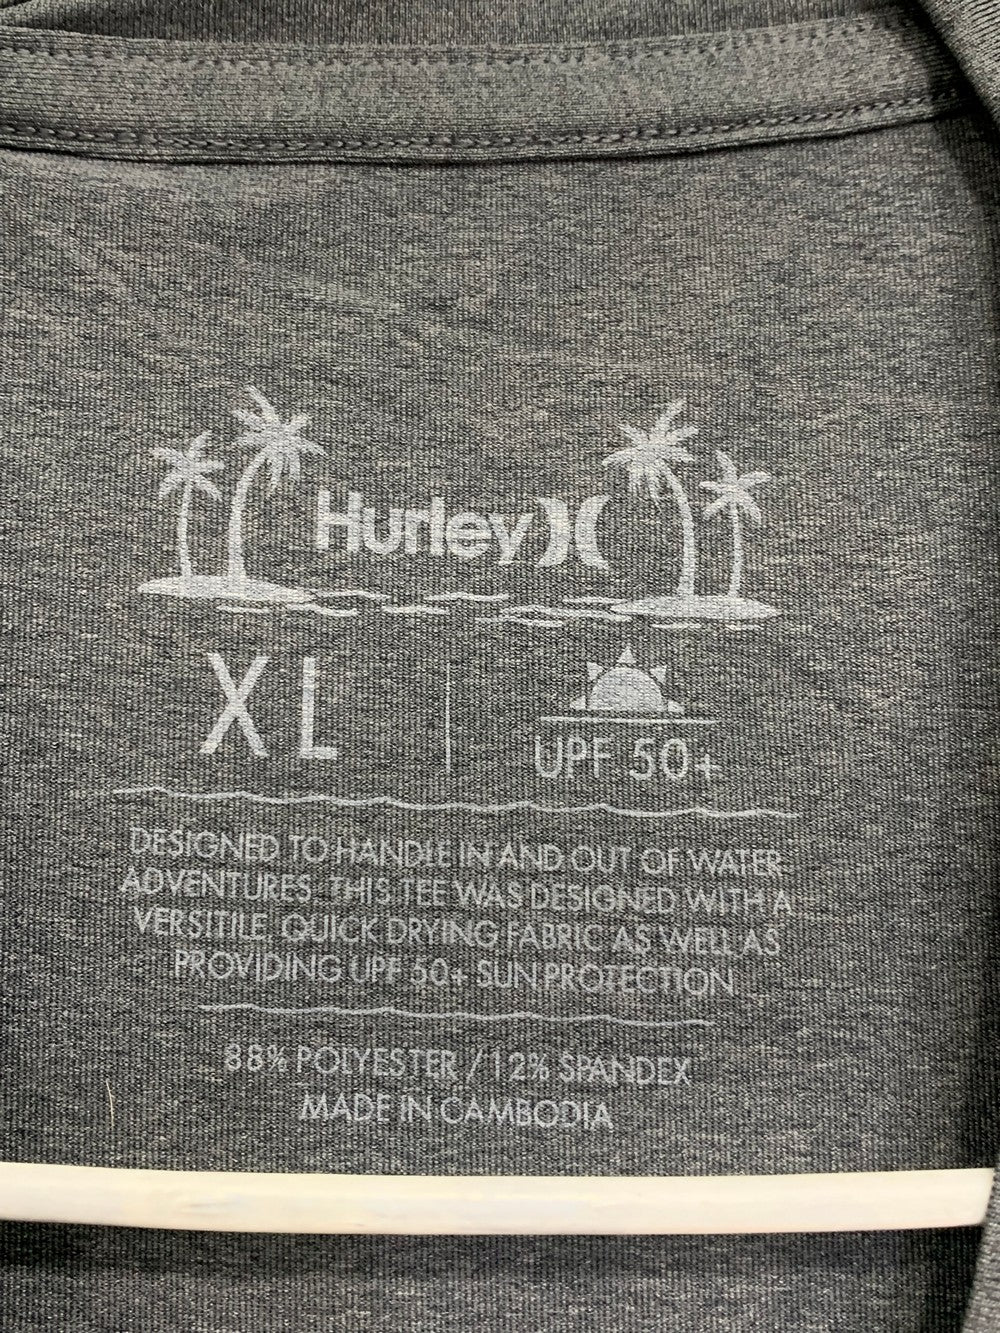 Hurley
XL
UPF 50+
DESIGNED TO HANDLE IN AND OUT OF WATER
ADVENTURES. THIS TEE WAS DESIGNED WITH A
VERSITILE, QUICK DRYING FABRIC AS WELL AS
PROVIDING UPF 50+ SUN PROTECTION
88% POLYESTER / 12% SPANDEX
MADE IN CAMBODIA